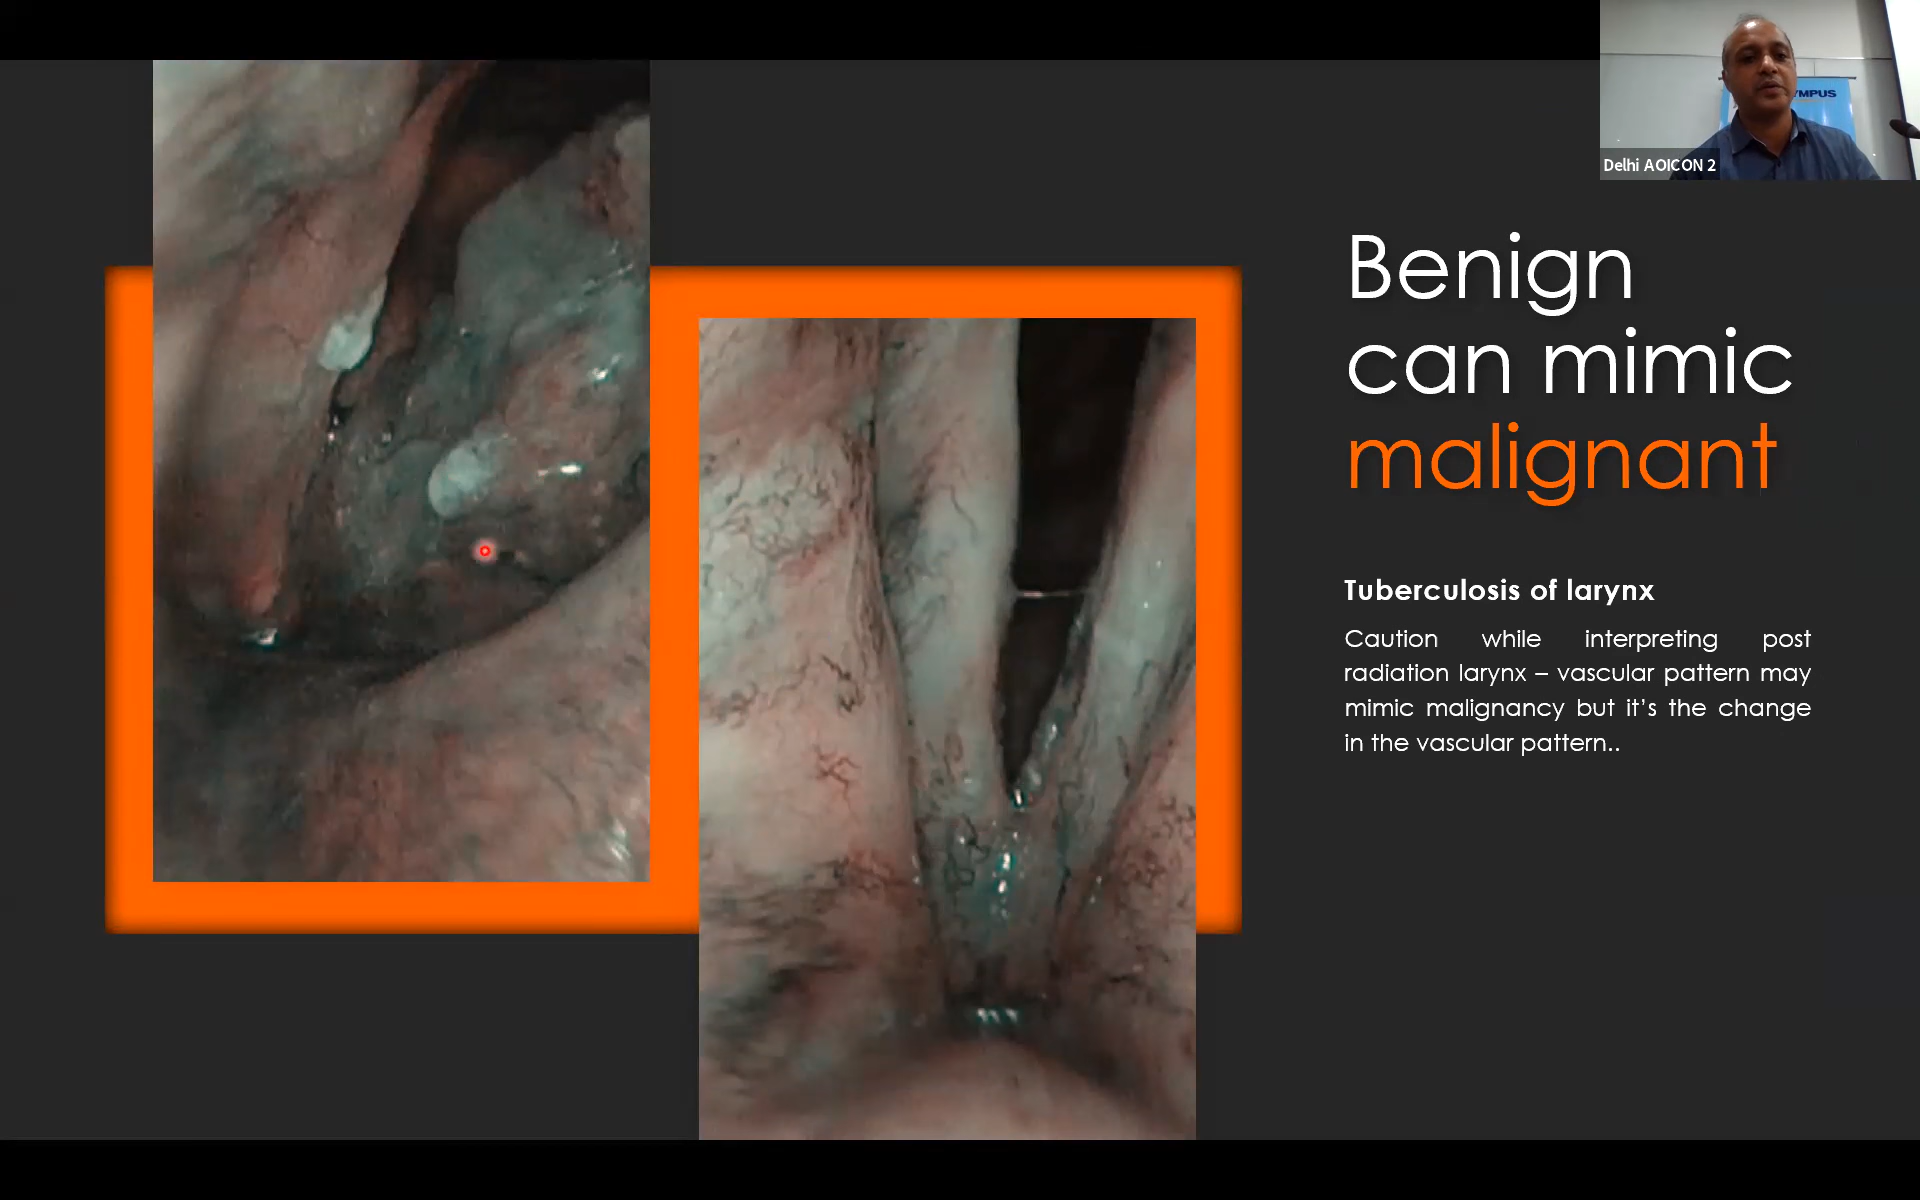 YMPUS
Delhi AOICON 2
Benign
can mimic
malignant
Tuberculosis of larynx
Caution while interpreting post
radiation larynx – vascular pattern may
mimic malignancy but it’s the change
in the vascular pattern..